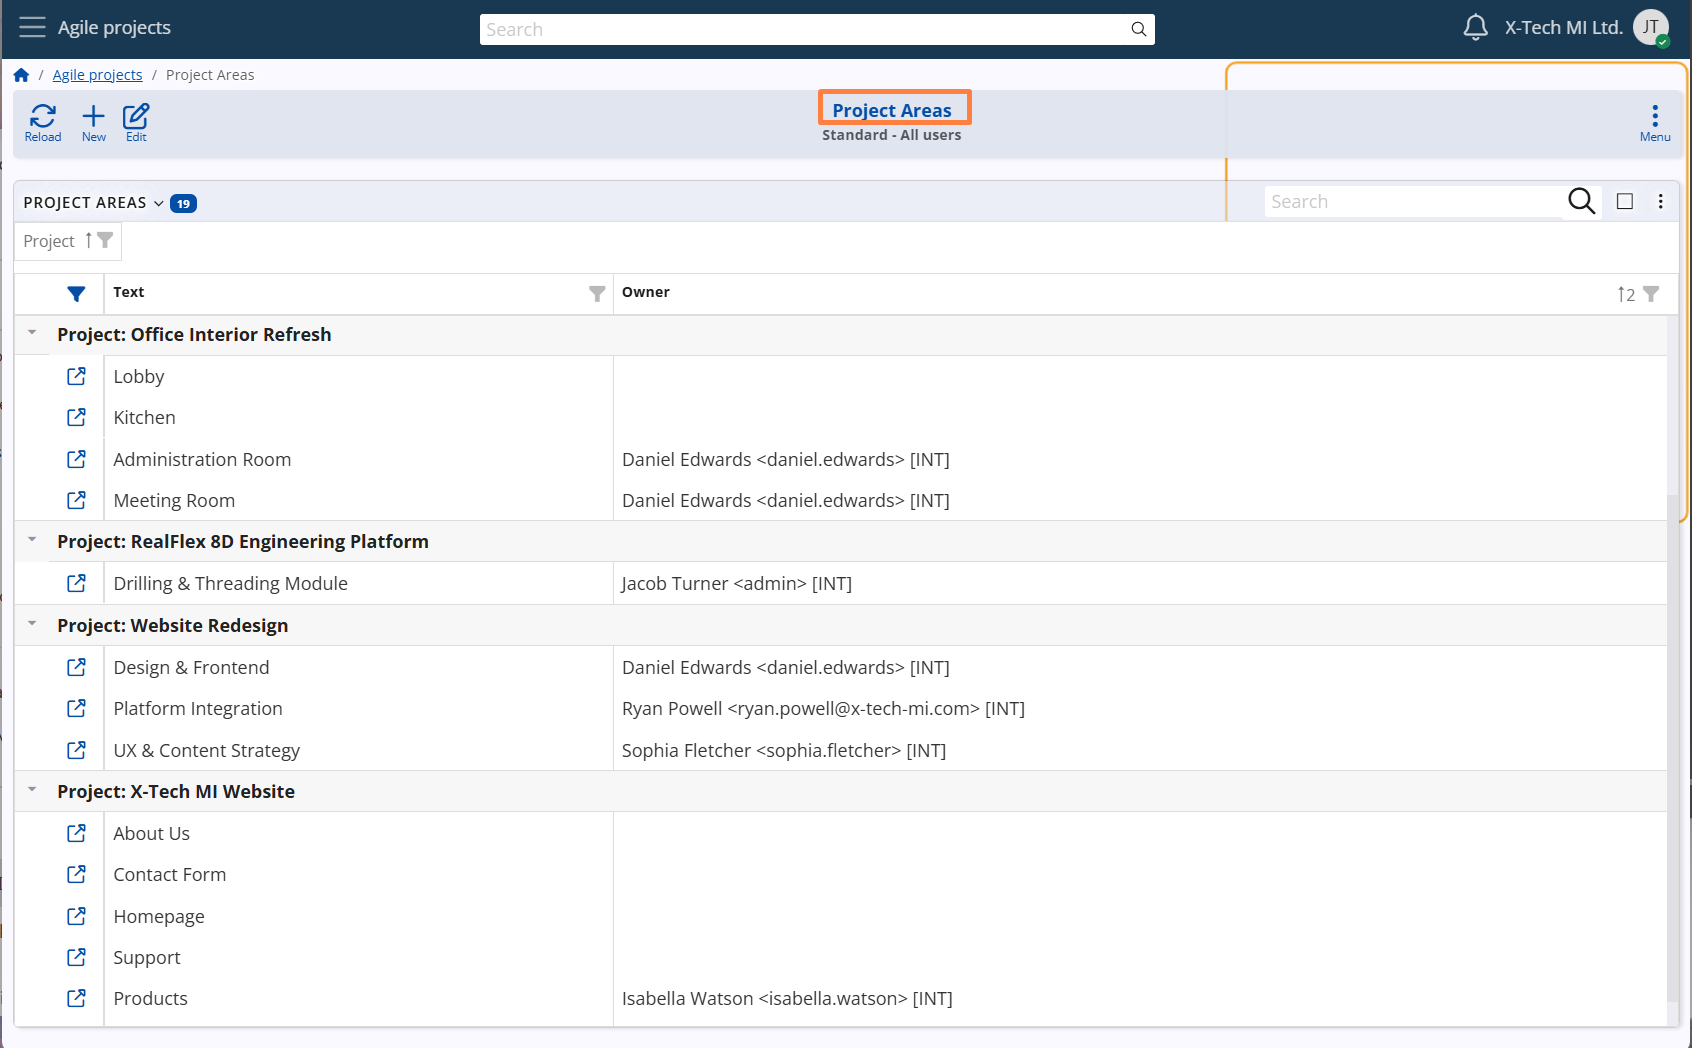 Agile projects
Search
X-Tech MI Ltd.
JT
/ Agile projects / Project Areas
Reload
New
Edit
Project Areas
Standard - All users
Menu
PROJECT AREAS 19
Search
Project
Text
Owner
2
Project: Office Interior Refresh
Lobby
Kitchen
Administration Room
Daniel Edwards <daniel.edwards> [INT]
Meeting Room
Daniel Edwards <daniel.edwards> [INT]
Project: RealFlex 8D Engineering Platform
Drilling & Threading Module
Jacob Turner <admin> [INT]
Project: Website Redesign
Design & Frontend
Daniel Edwards <daniel.edwards> [INT]
Platform Integration
Ryan Powell <ryan.powell@x-tech-mi.com> [INT]
UX & Content Strategy
Sophia Fletcher <sophia.fletcher> [INT]
Project: X-Tech MI Website
About Us
Contact Form
Homepage
Support
Products
Isabella Watson <isabella.watson> [INT]